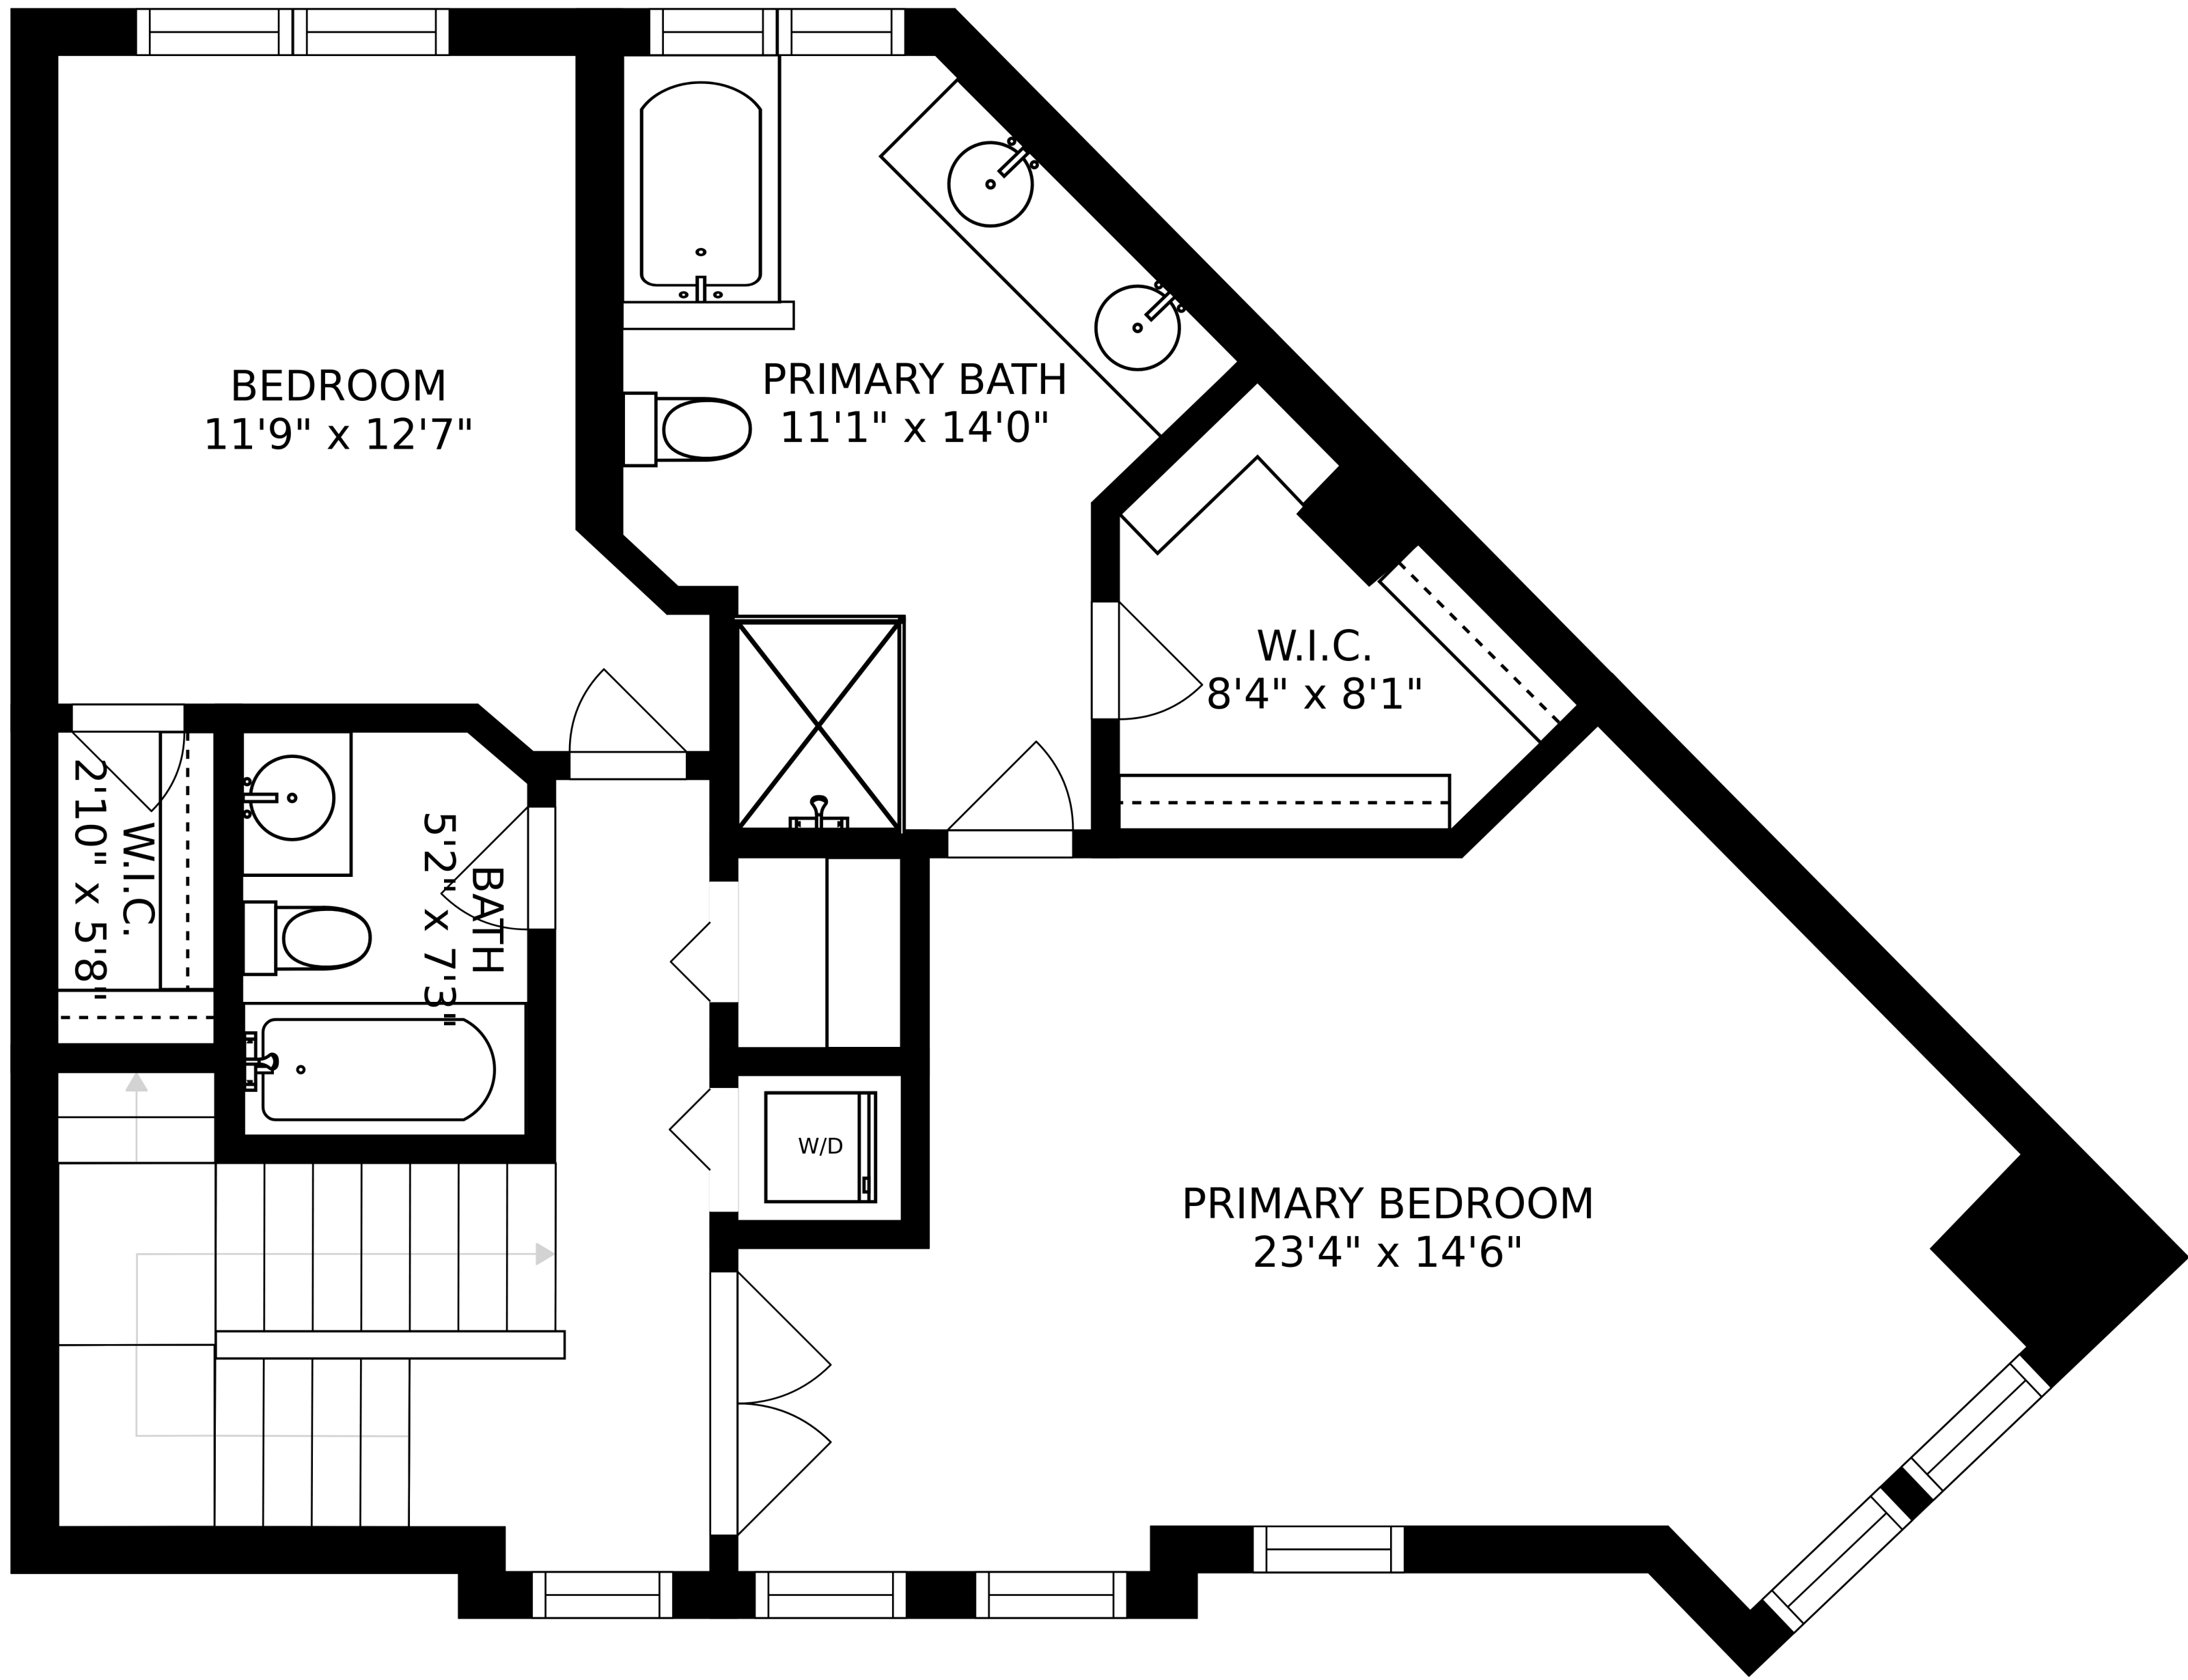 BEDROOM
11'9" x 12'7"
PRIMARY BATH
11'1" x 14'0"
W.I.C.
8'4" x 8'1"
W.I.C.
2'10" x 5'8"
BATH
5'2" x 7'3"
W/D
PRIMARY BEDROOM
23'4" x 14'6"